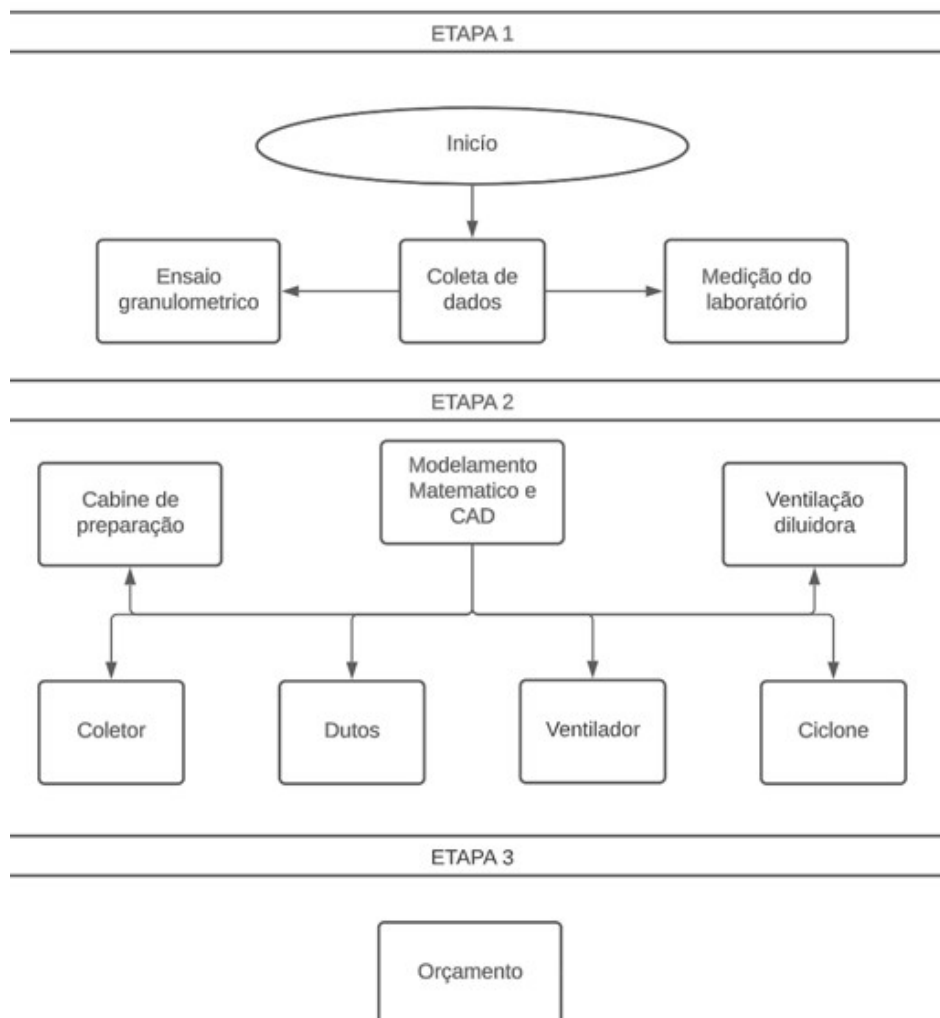 ETAPA 1
Inicío
Ensaio
granulometrico
Coleta de
dados
Medição do
laboratório
ETAPA 2
Cabine de
preparação
Modelamento
Matematico e
CAD
Ventilação
diluidora
Coletor
Dutos
Ventilador
Ciclone
ETAPA 3
Orçamento